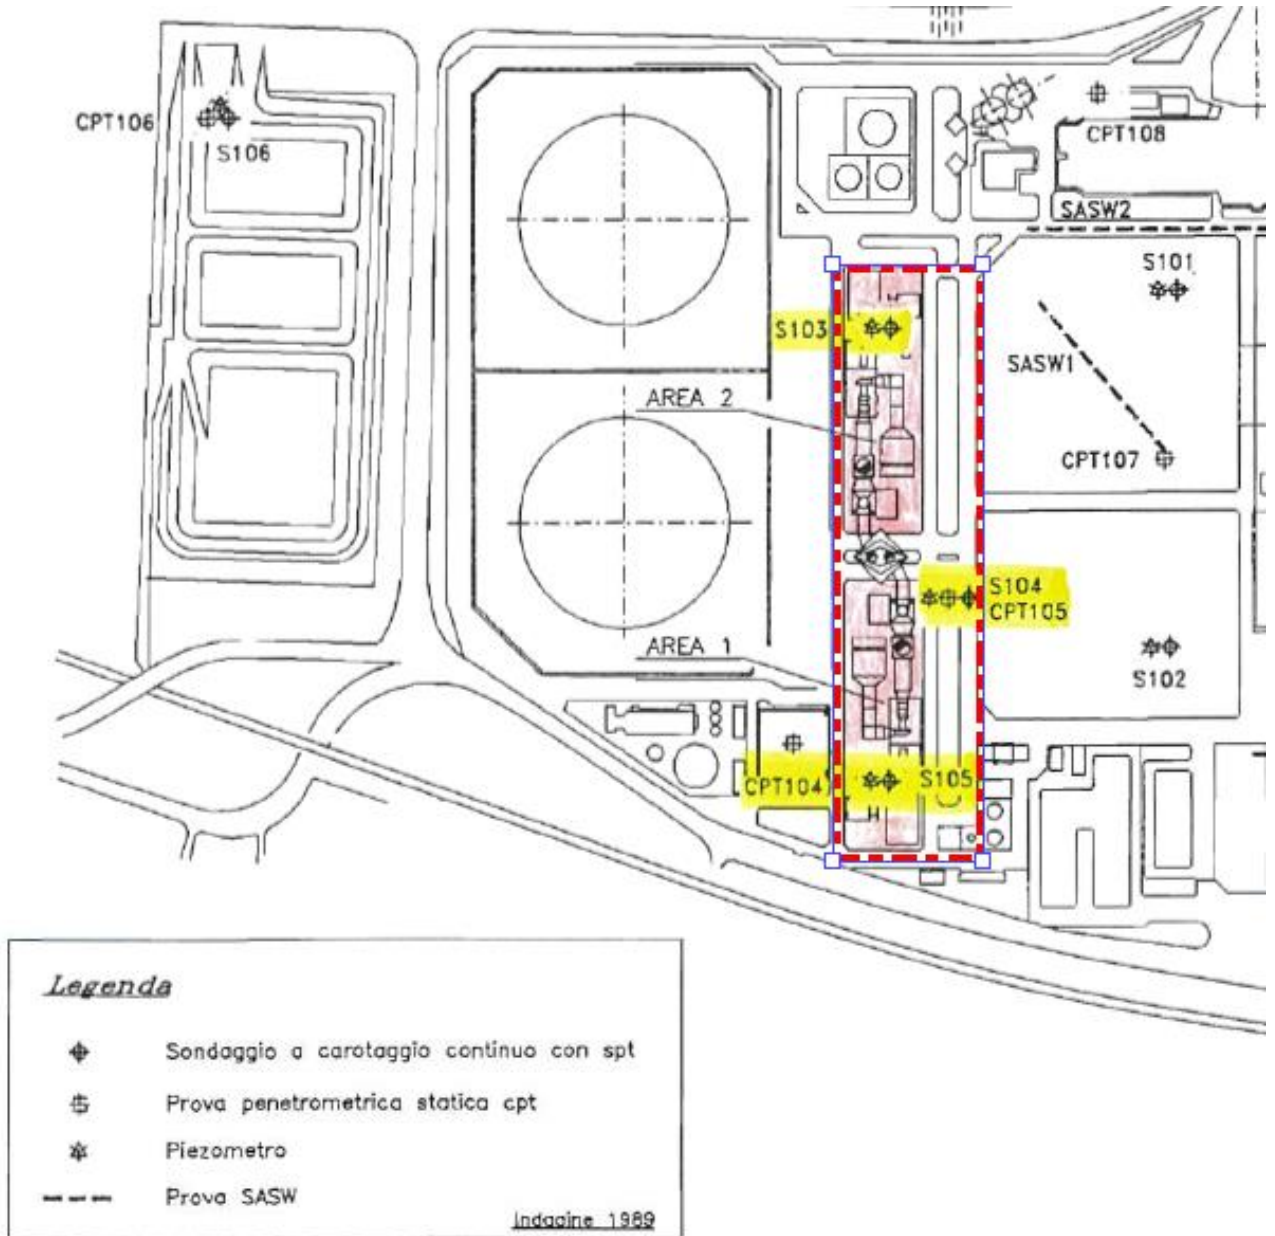 CPT106
S106
CPT108
SASW2
S101
S103
SASW1
AREA 2
CPT107
S104
CPT105
AREA 1
S102
CPT104
S105
Legenda
Sondaggio a carotaggio continuo con spt
Prova penetrometrica statica cpt
Piezometro
Prova SASW
Indagine 1989